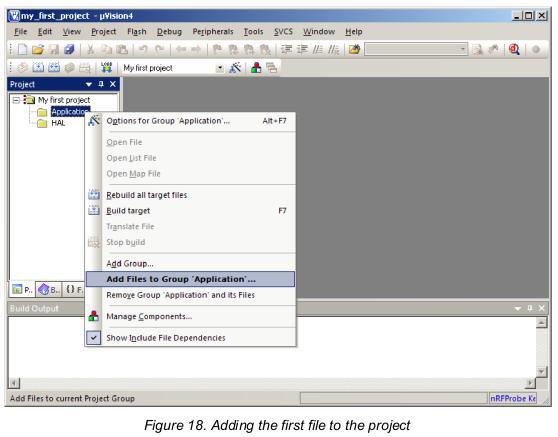 my_first_project - µVision4
File Edit View Project Flash Debug Peripherals Tools SVCS Window Help
LOAD My first project
Project
My first project
Application
HAL
Options for Group 'Application'... Alt+F7
Open File
Open List File
Open Map File
Rebuild all target files
Build target F7
Translate File
Stop build
Add Group...
Add Files to Group 'Application'...
Remove Group 'Application' and its Files
Manage Components...
Show Include File Dependencies
P... B... {} F.
Build Output
Add Files to current Project Group nRFProbe Ke
Figure 18. Adding the first file to the project